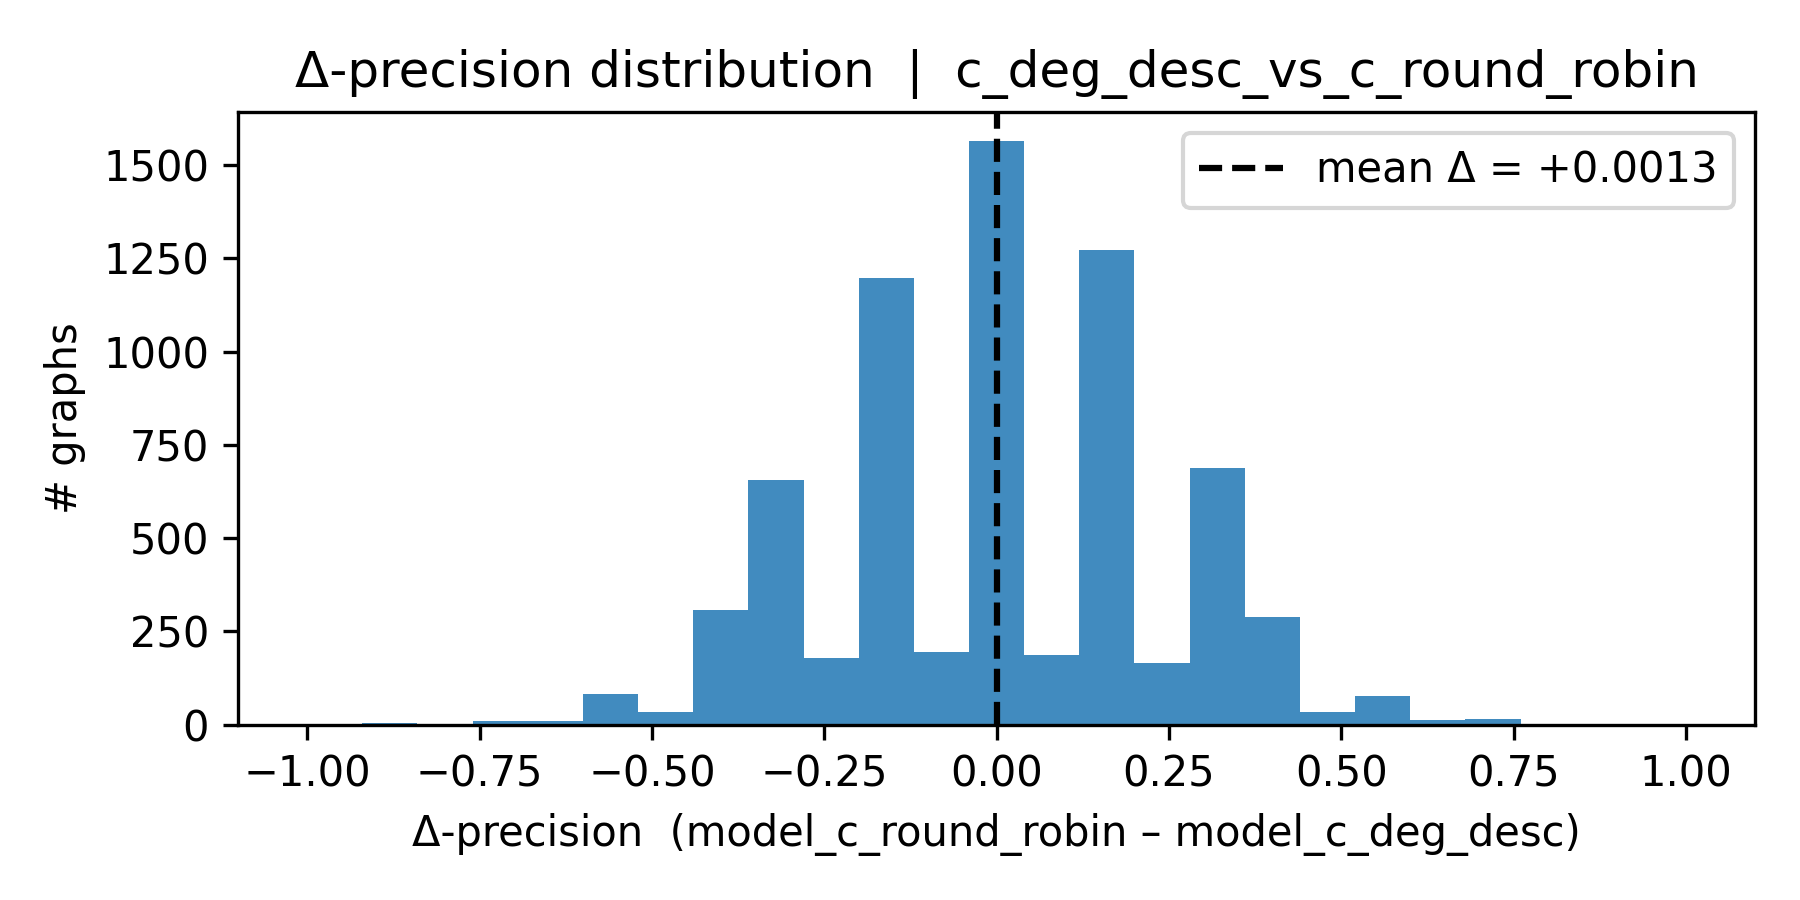 Δ-precision distribution | c_deg_desc_vs_c_round_robin
mean Δ = +0.0013
# graphs
1500
1250
1000
750
500
250
0
−1.00 −0.75 −0.50 −0.25 0.00 0.25 0.50 0.75 1.00
Δ-precision (model_c_round_robin – model_c_deg_desc)